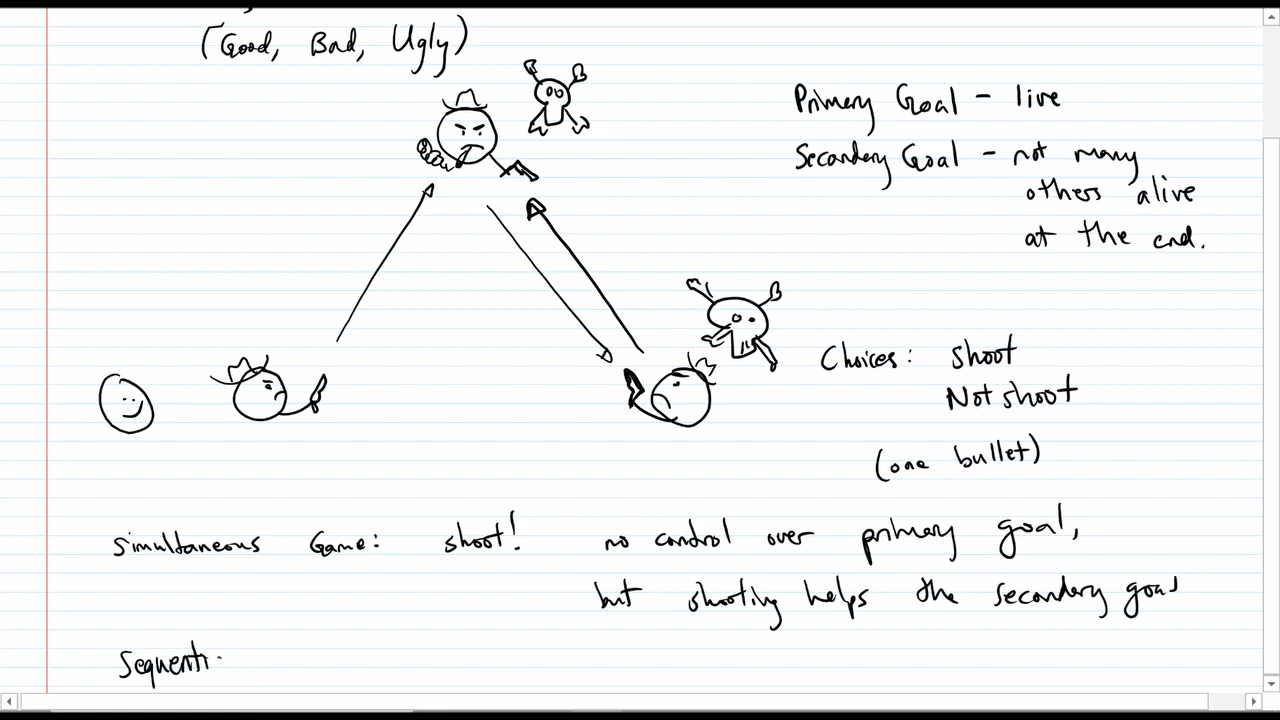 (Good, Bad, Ugly)
Primary Goal - live
Secondary Goal - not many
others alive
at the end.
Choices: shoot
Not shoot
(one bullet)
Simultaneous Game: shoot! no control over primary goal,
but shooting helps the secondary goal
Sequenti